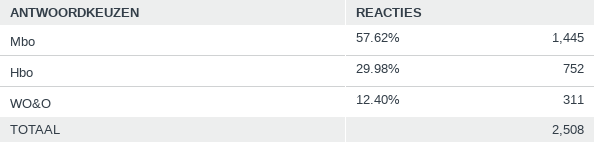 ANTWOORDKEUZEN REACTIES
Mbo 57.62% 1,445
Hbo 29.98% 752
WO&O 12.40% 311
TOTAAL 2,508